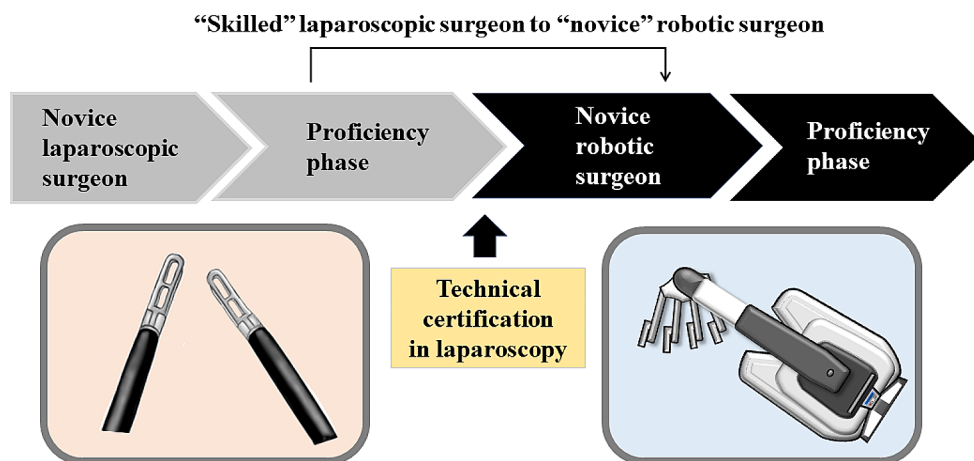 “Skilled” laparoscopic surgeon to “novice” robotic surgeon
Novice
laparoscopic
surgeon
Proficiency
phase
Novice
robotic
surgeon
Proficiency
phase
Technical
certification
in laparoscopy